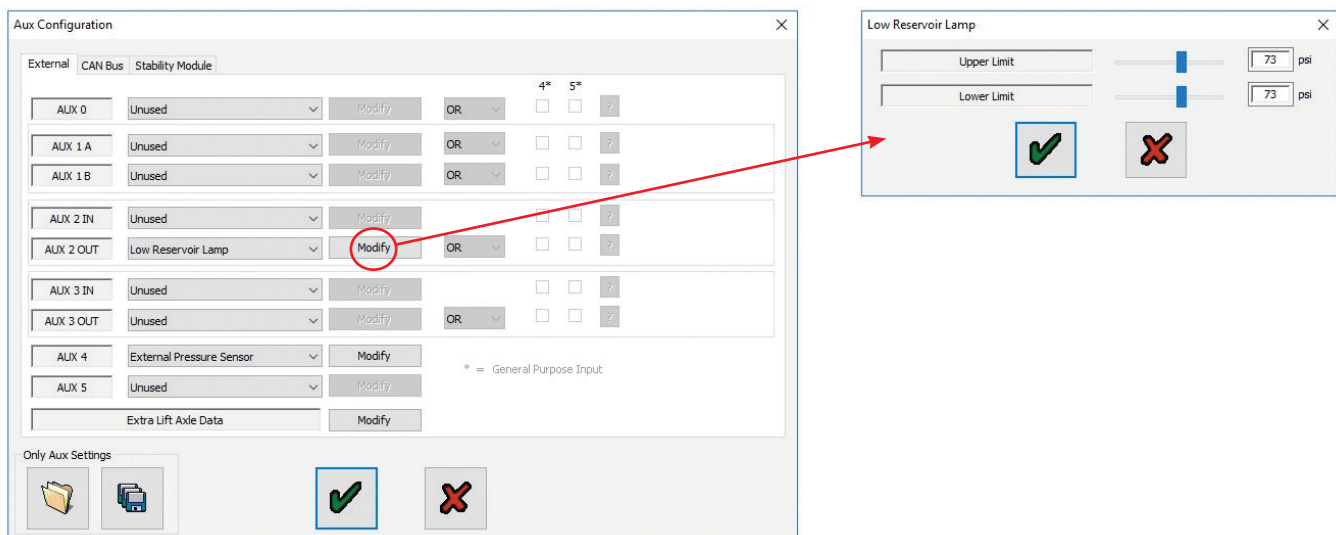 Aux Configuration
External CAN Bus Stability Module
4* 5*
AUX 0 Unused Modify OR ?
AUX 1 A Unused Modify OR ?
AUX 1 B Unused Modify OR ?
AUX 2 IN Unused Modify ?
AUX 2 OUT Low Reservoir Lamp Modify OR ?
AUX 3 IN Unused Modify ?
AUX 3 OUT Unused Modify OR ?
AUX 4 External Pressure Sensor Modify
* = General Purpose Input
AUX 5 Unused Modify
Extra Lift Axle Data Modify
Only Aux Settings
Low Reservoir Lamp
Upper Limit 73 psi
Lower Limit 73 psi